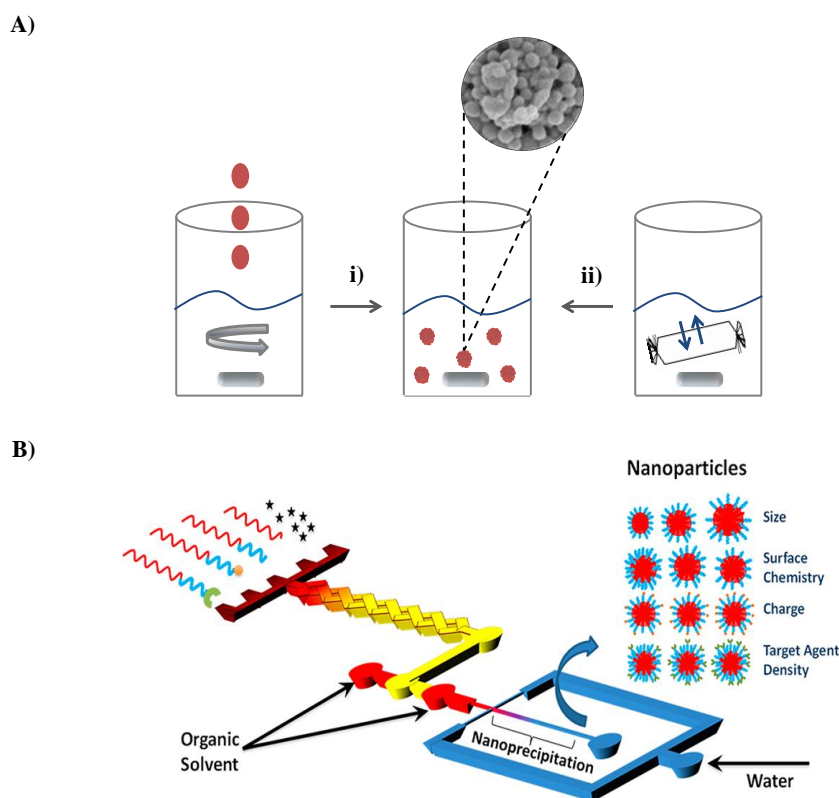 A)
i)
ii)
B)
Nanoparticles
Size
Surface
Chemistry
Charge
Target Agent
Density
Organic
Solvent
Nanoprecipitation
Water